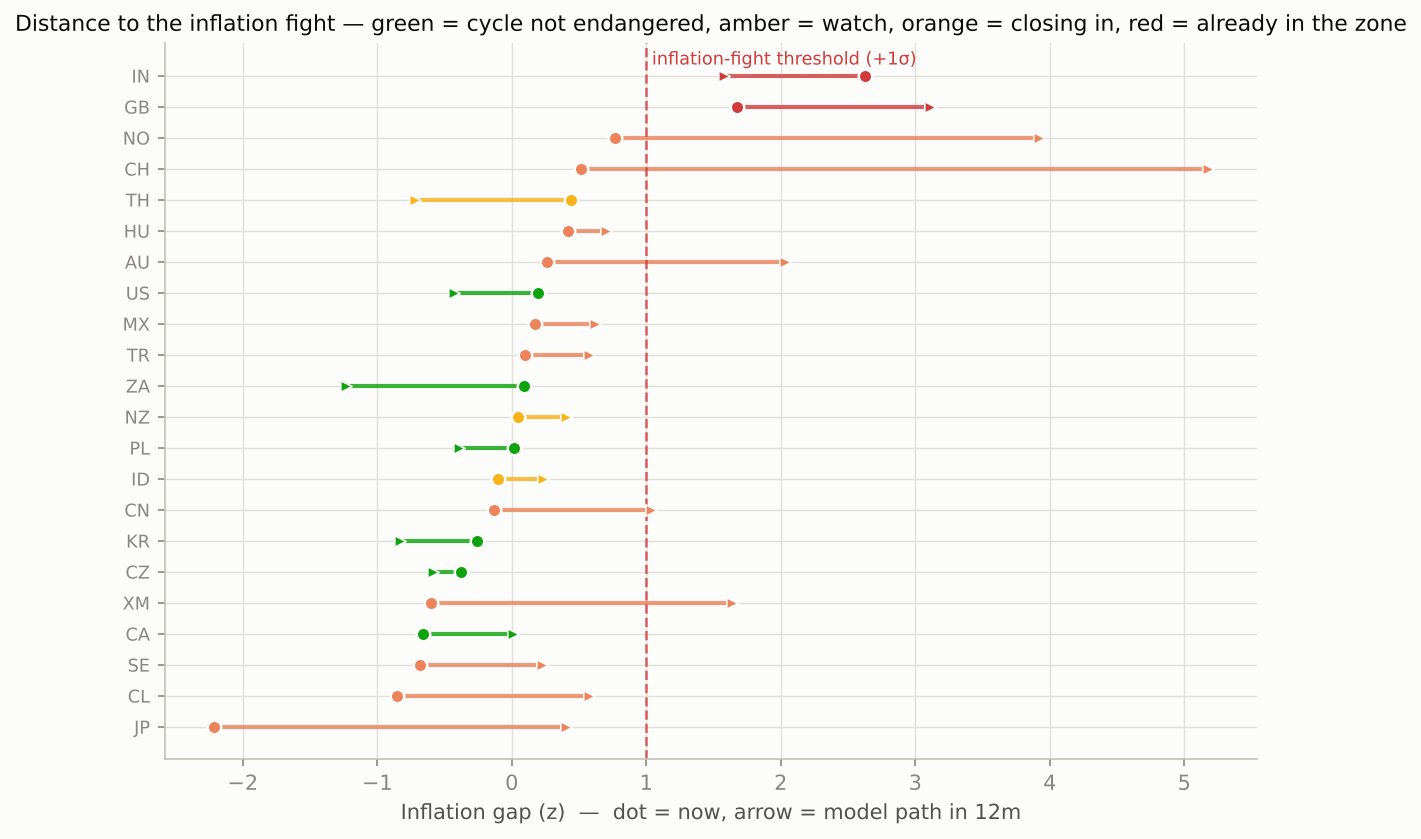 Distance to the inflation fight — green = cycle not endangered, amber = watch, orange = closing in, red = already in the zone
inflation-fight threshold (+1σ)
IN
GB
NO
CH
TH
HU
AU
US
MX
TR
ZA
NZ
PL
ID
CN
KR
CZ
XM
CA
SE
CL
JP
−2 −1 0 1 2 3 4 5
Inflation gap (z) — dot = now, arrow = model path in 12m